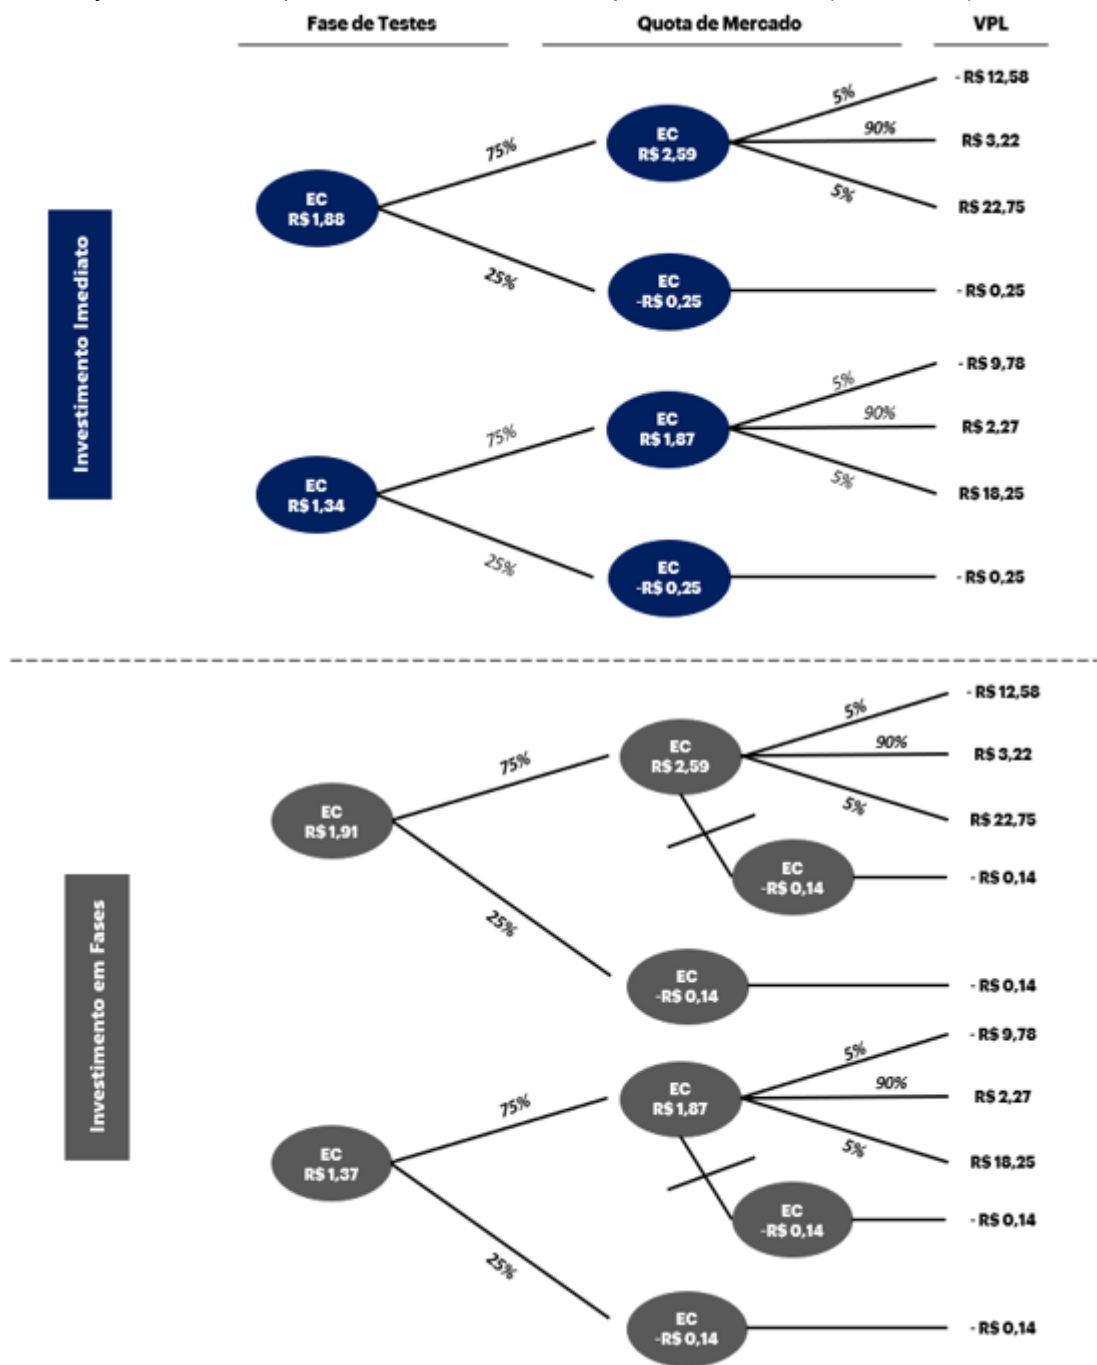 Fase de Testes
Quota de Mercado
VPL
Investimento Imediato
EC
R$ 1,88
75%
25%
EC
R$ 2,59
5%
90%
5%
- R$ 12,58
R$ 3,22
R$ 22,75
EC
-R$ 0,25
- R$ 0,25
EC
R$ 1,34
75%
25%
EC
R$ 1,87
5%
90%
5%
- R$ 9,78
R$ 2,27
R$ 18,25
EC
-R$ 0,25
- R$ 0,25
Investimento em Fases
EC
R$ 1,91
75%
25%
EC
R$ 2,59
5%
90%
5%
- R$ 12,58
R$ 3,22
R$ 22,75
EC
-R$ 0,14
- R$ 0,14
EC
-R$ 0,14
- R$ 0,14
EC
R$ 1,37
75%
25%
EC
R$ 1,87
5%
90%
5%
- R$ 9,78
R$ 2,27
R$ 18,25
EC
-R$ 0,14
- R$ 0,14
EC
-R$ 0,14
- R$ 0,14